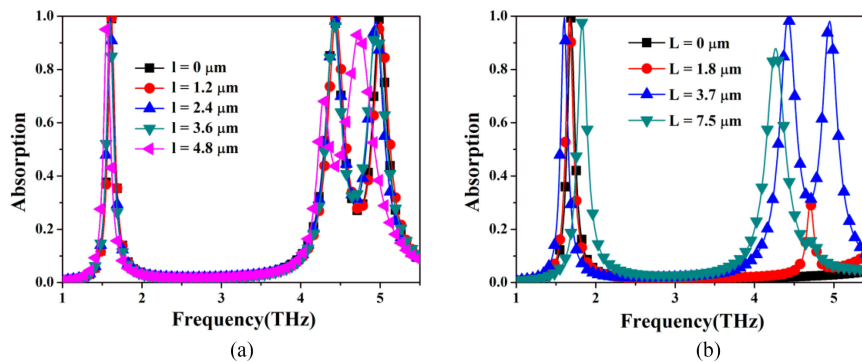 1.0
0.8
0.6
0.4
0.2
0.0
Absorption
l = 0 μm
l = 1.2 μm
l = 2.4 μm
l = 3.6 μm
l = 4.8 μm
1 2 3 4 5
Frequency(THz)
(a)
1.0
0.8
0.6
0.4
0.2
0.0
Absorption
L = 0 μm
L = 1.8 μm
L = 3.7 μm
L = 7.5 μm
1 2 3 4 5
Frequency(THz)
(b)